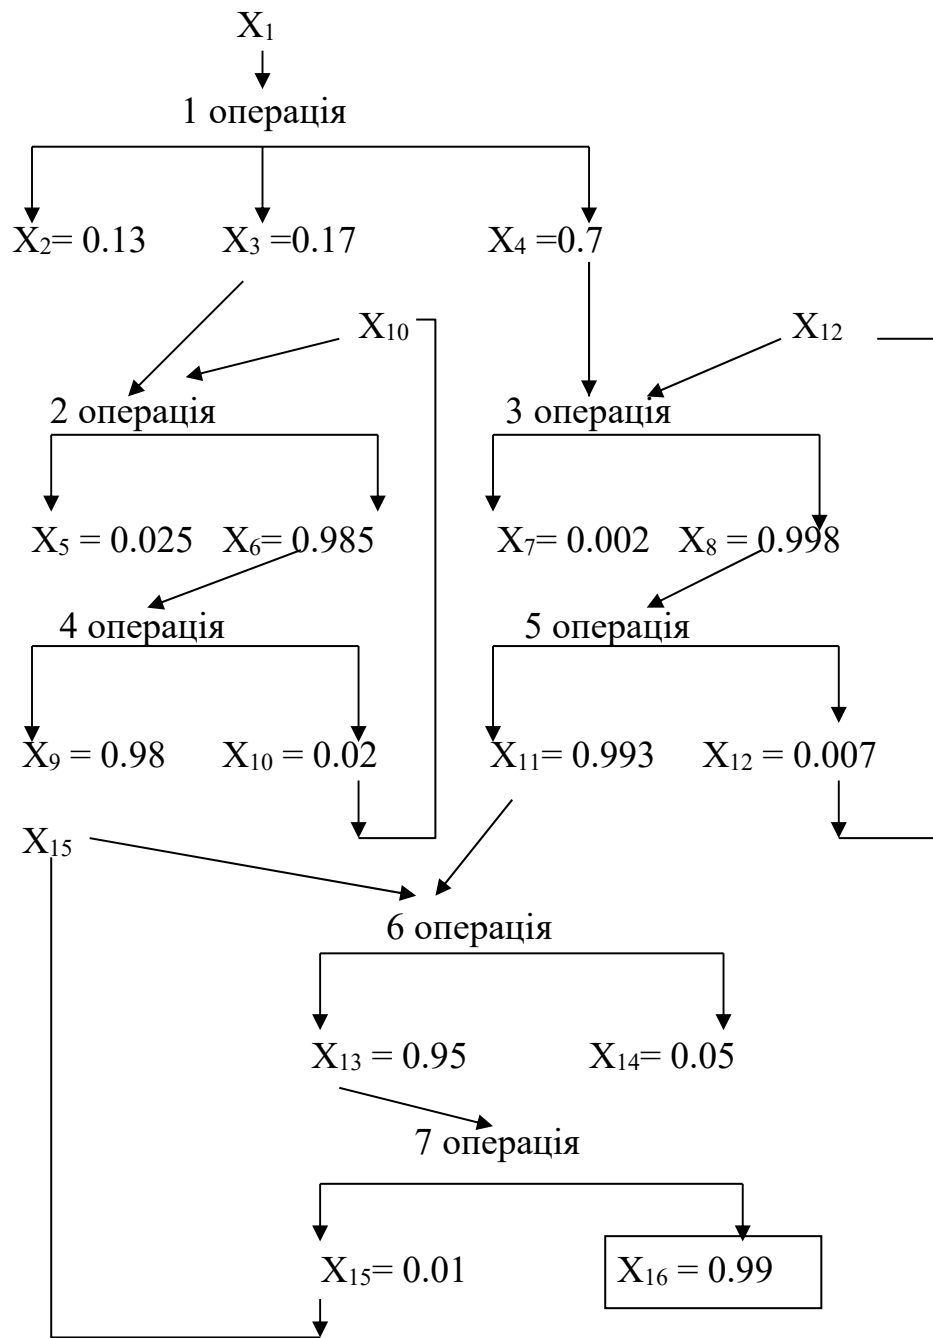 X₁
1 операція
X₂= 0.13 X₃ =0.17 X₄ =0.7
X₁₀ X₁₂
2 операція 3 операція
X₅ = 0.025 X₆= 0.985 X₇= 0.002 X₈ = 0.998
4 операція 5 операція
X₉ = 0.98 X₁₀ = 0.02 X₁₁= 0.993 X₁₂ = 0.007
X₁₅
6 операція
X₁₃ = 0.95 X₁₄= 0.05
7 операція
X₁₅= 0.01 X₁₆ = 0.99